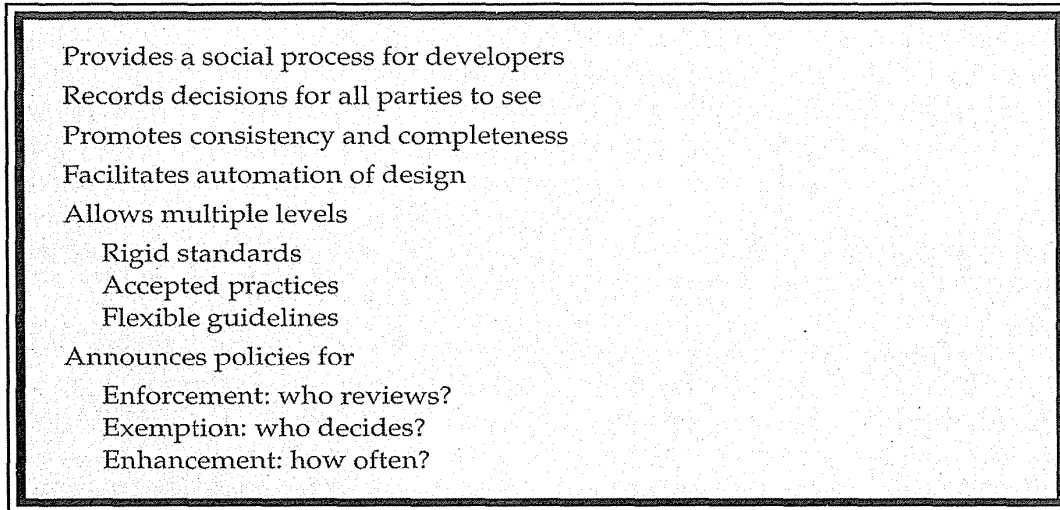 Provides a social process for developers
Records decisions for all parties to see
Promotes consistency and completeness
Facilitates automation of design
Allows multiple levels
Rigid standards
Accepted practices
Flexible guidelines
Announces policies for
Enforcement: who reviews?
Exemption: who decides?
Enhancement: how often?